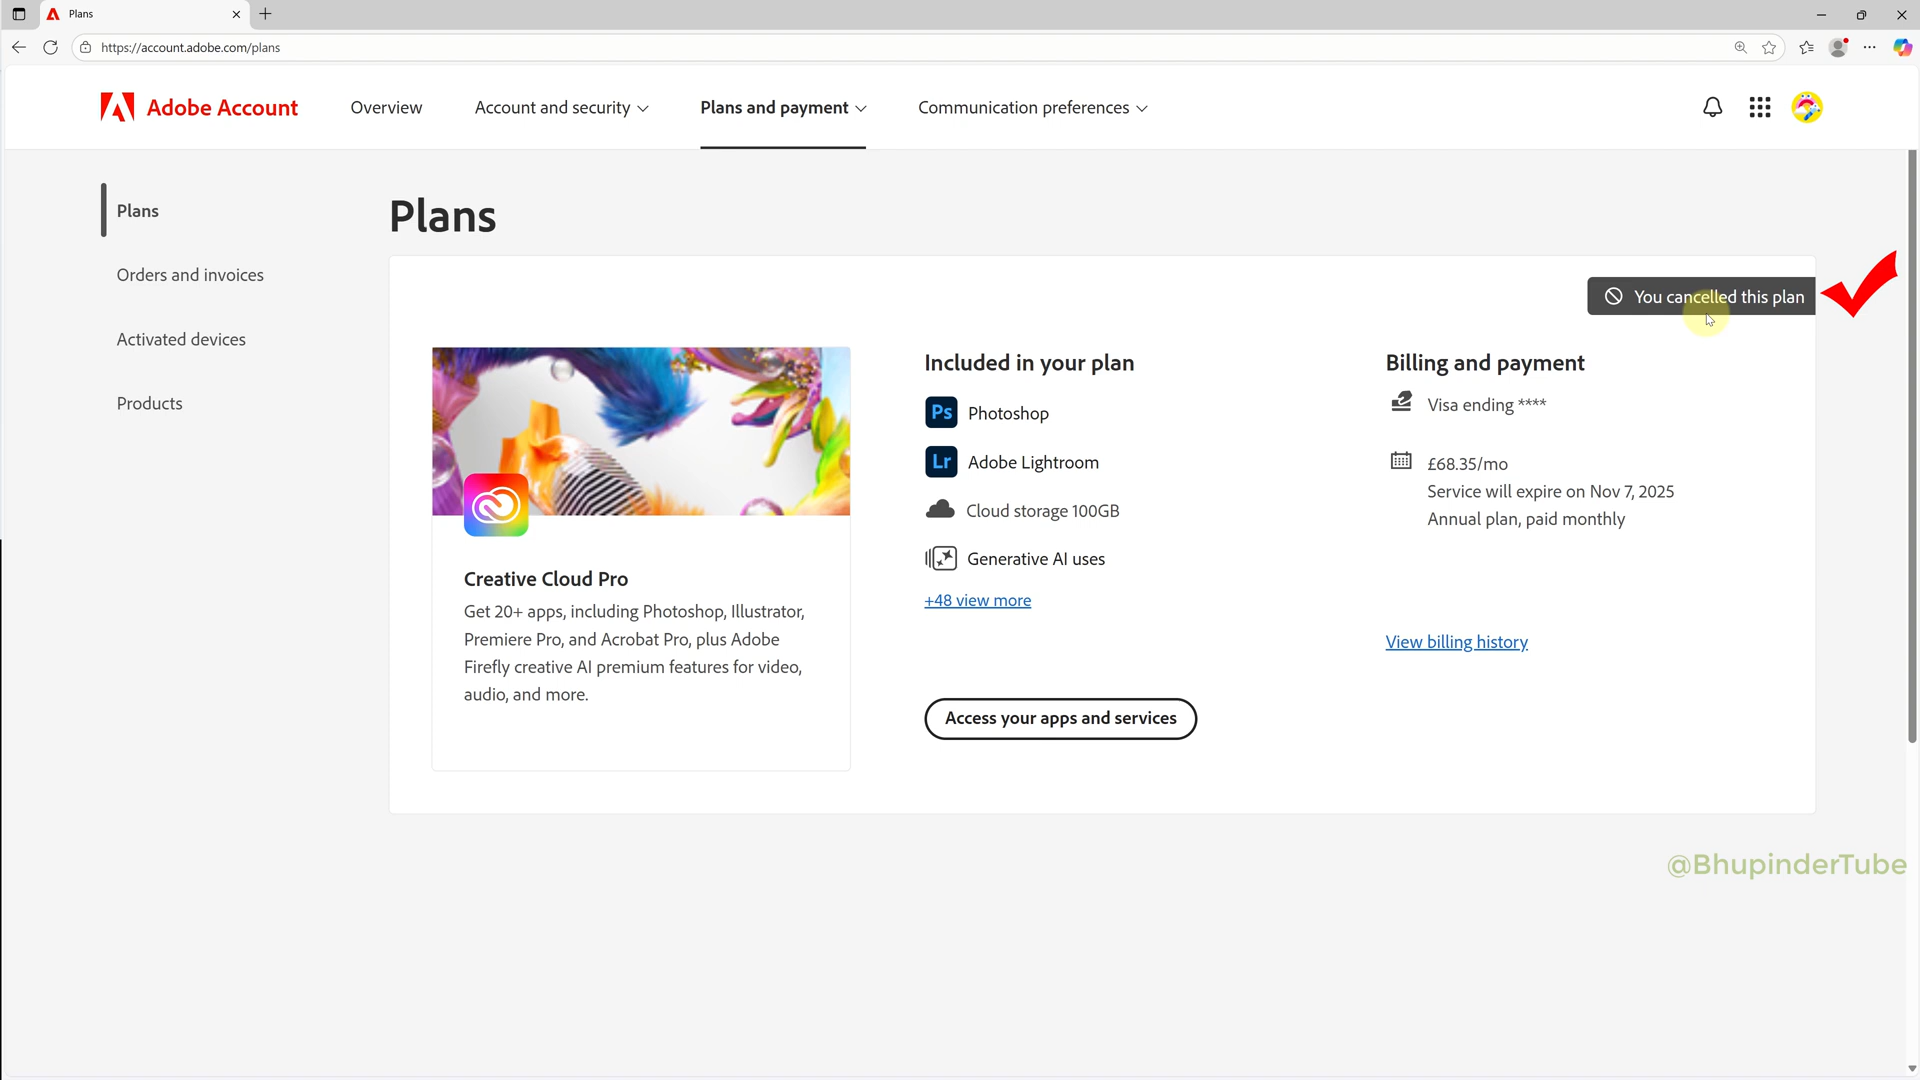 Plans
https://account.adobe.com/plans
Adobe Account
Overview
Account and security
Plans and payment
Communication preferences
Plans
Orders and invoices
Activated devices
Products
Plans
You cancelled this plan
Creative Cloud Pro
Get 20+ apps, including Photoshop, Illustrator,
Premiere Pro, and Acrobat Pro, plus Adobe
Firefly creative AI premium features for video,
audio, and more.
Included in your plan
Ps Photoshop
Lr Adobe Lightroom
Cloud storage 100GB
Generative AI uses
+48 view more
Access your apps and services
Billing and payment
Visa ending ****
£68.35/mo
Service will expire on Nov 7, 2025
Annual plan, paid monthly
View billing history
@BhupinderTube